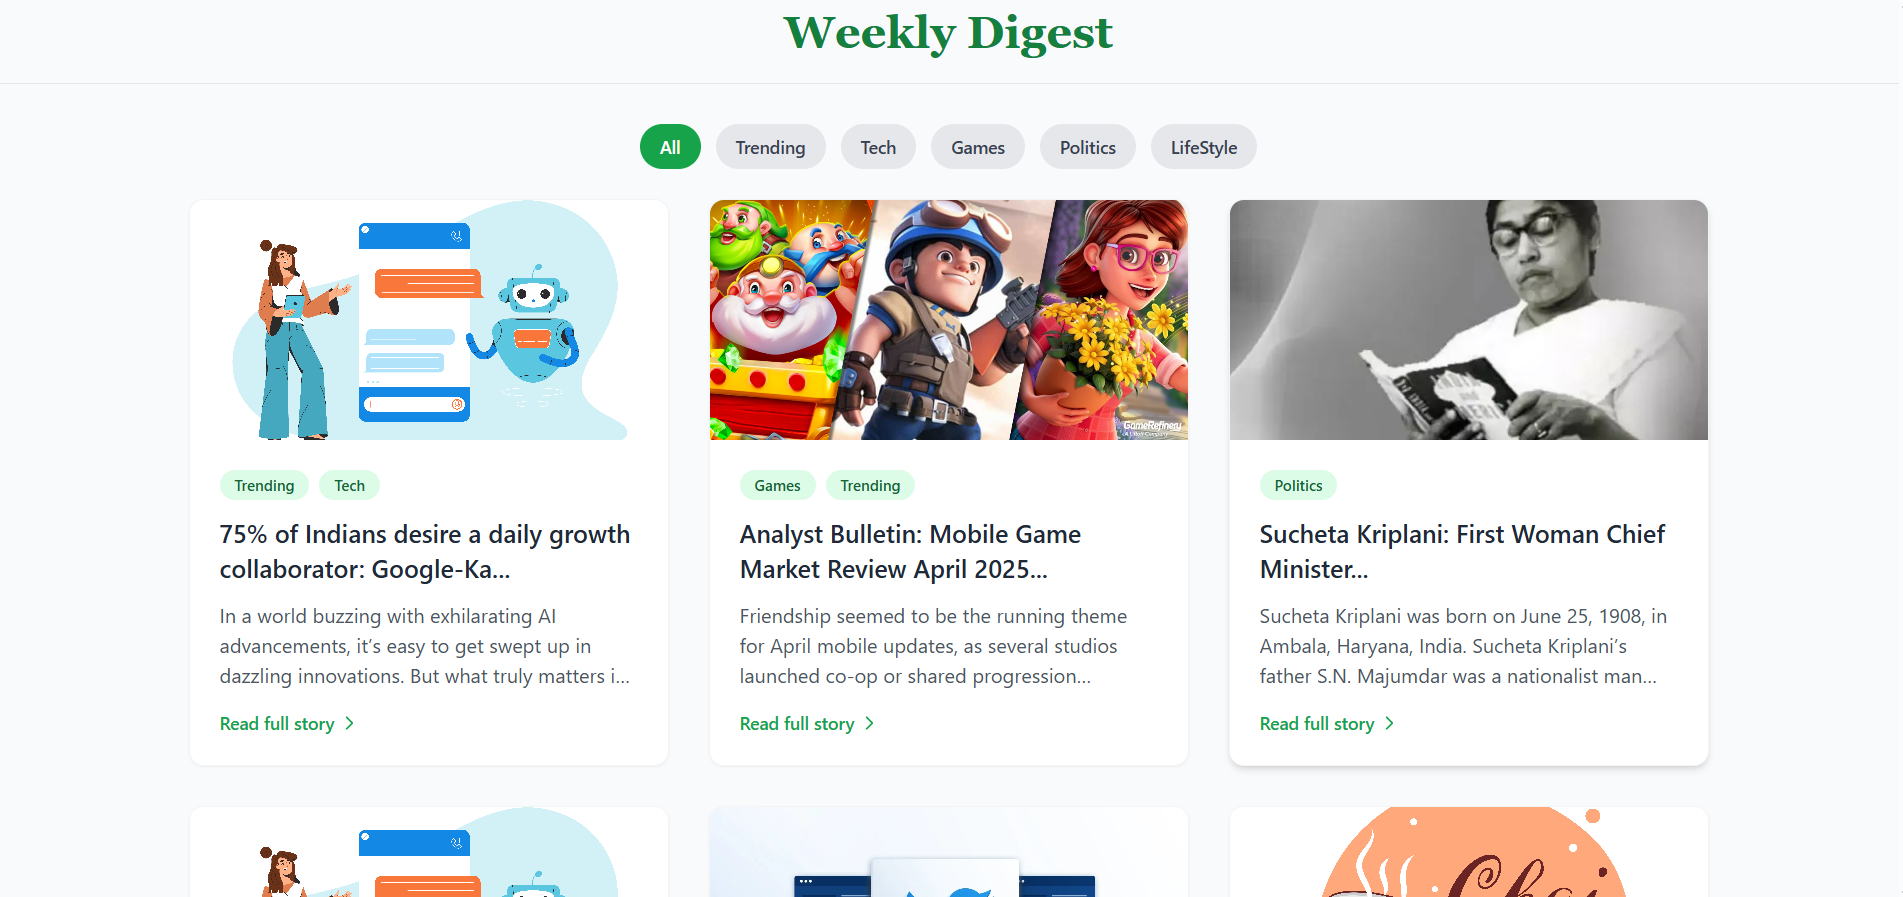 Weekly Digest
All
Trending
Tech
Games
Politics
LifeStyle
GameRefinery
Trending
Tech
75% of Indians desire a daily growth
collaborator: Google-Ka...
In a world buzzing with exhilarating AI
advancements, it’s easy to get swept up in
dazzling innovations. But what truly matters i...
Read full story
Games
Trending
Analyst Bulletin: Mobile Game
Market Review April 2025...
Friendship seemed to be the running theme
for April mobile updates, as several studios
launched co-op or shared progression...
Read full story
Politics
Sucheta Kriplani: First Woman Chief
Minister...
Sucheta Kriplani was born on June 25, 1908, in
Ambala, Haryana, India. Sucheta Kriplani’s
father S.N. Majumdar was a nationalist man...
Read full story